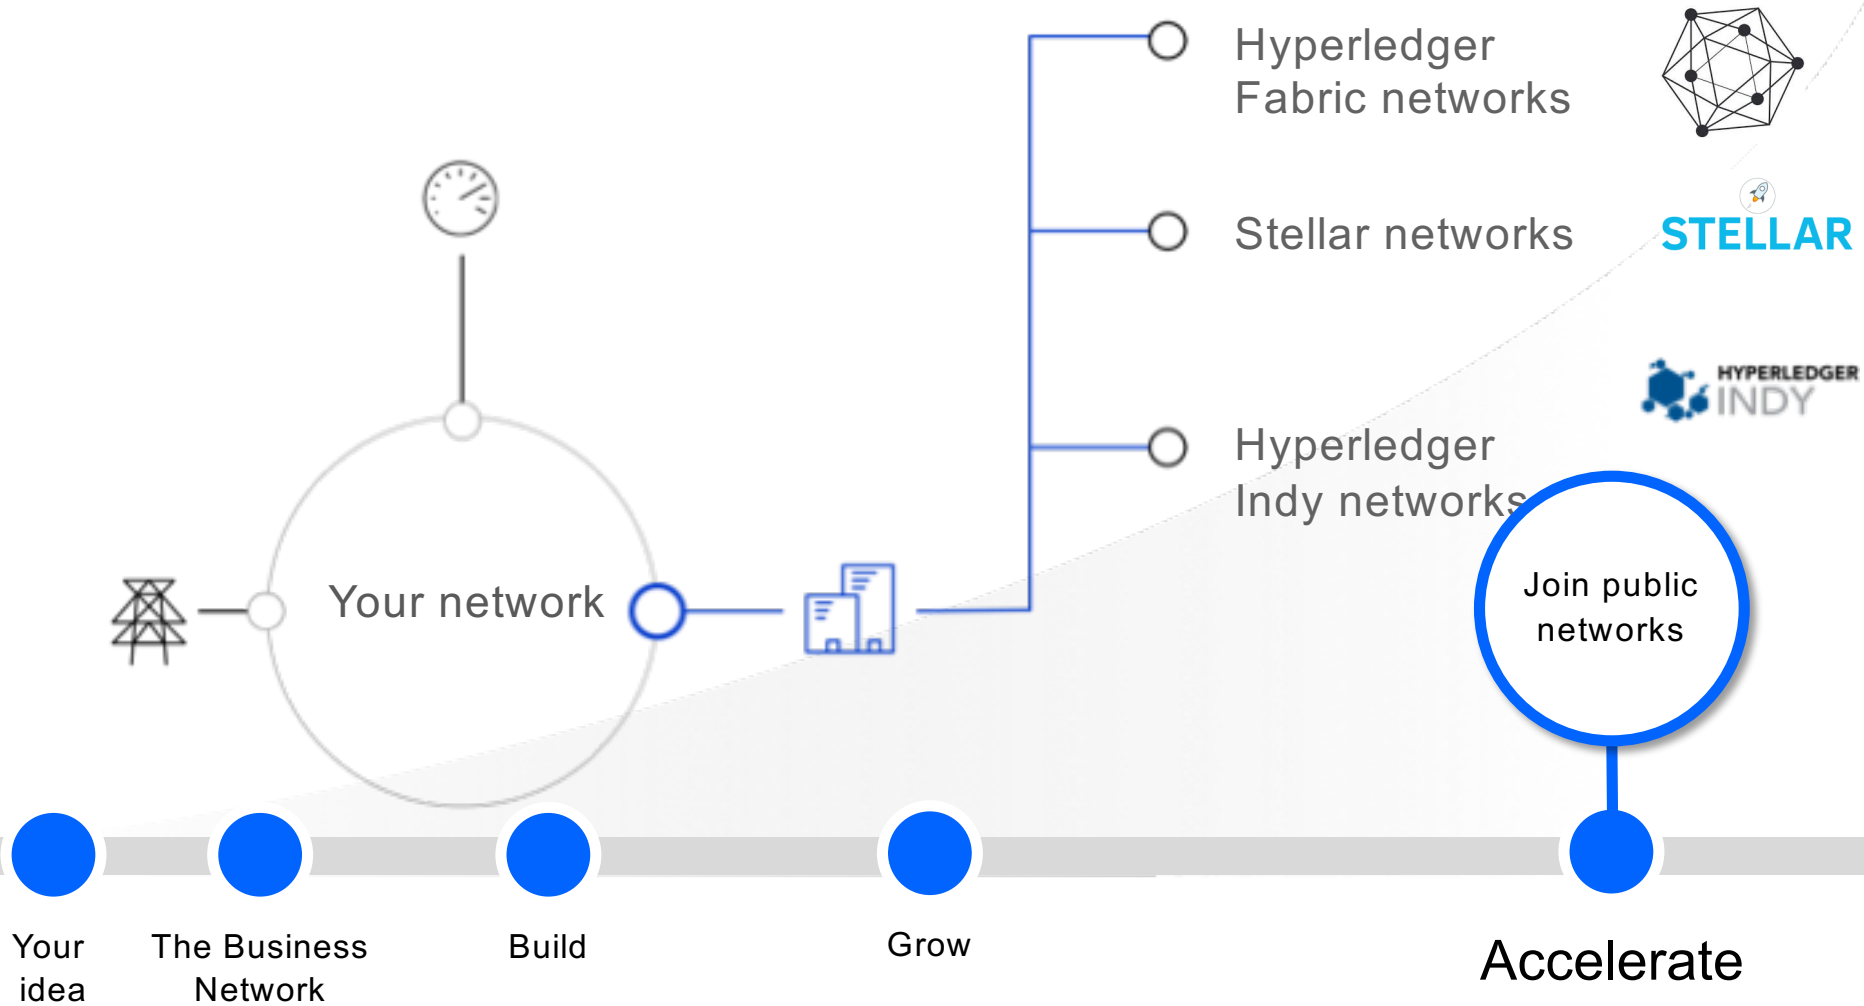 Hyperledger
Fabric networks
Stellar networks
STELLAR
HYPERLEDGER
INDY
Hyperledger
Indy networks
Your network
Join public
networks
Your
idea
The Business
Network
Build
Grow
Accelerate